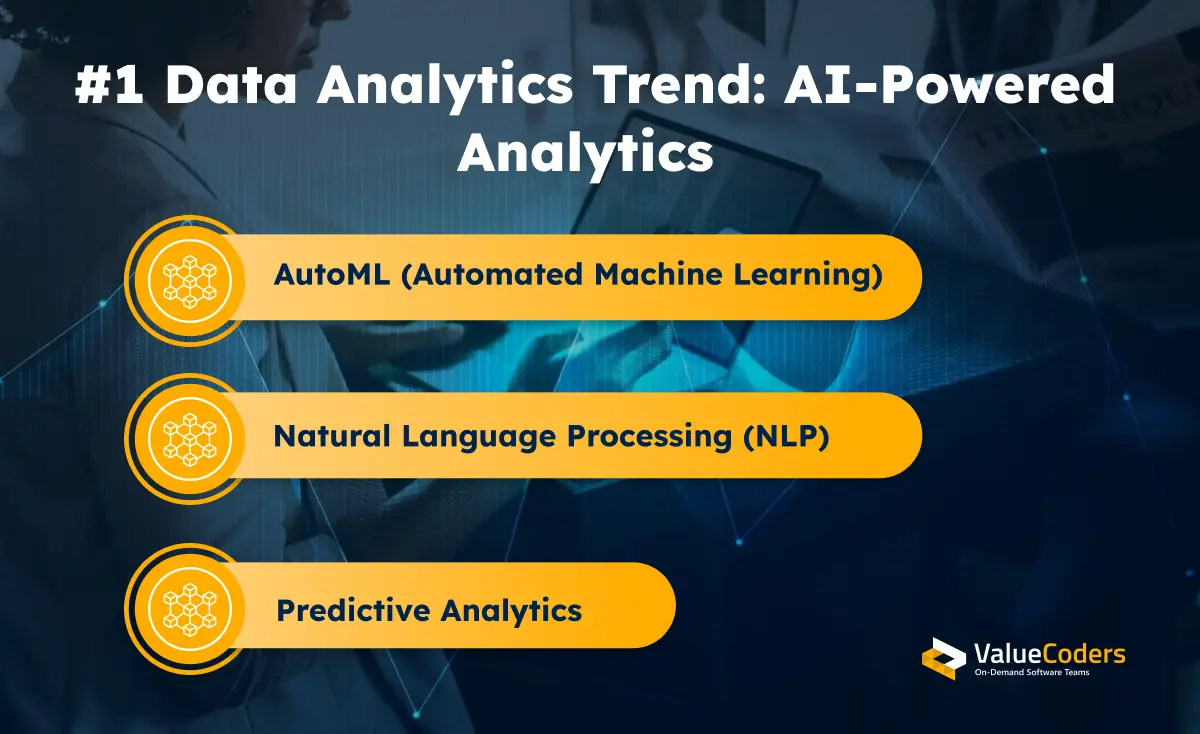 #1 Data Analytics Trend: AI-Powered
Analytics
AutoML (Automated Machine Learning)
Natural Language Processing (NLP)
Predictive Analytics
ValueCoders
On-Demand Software Teams